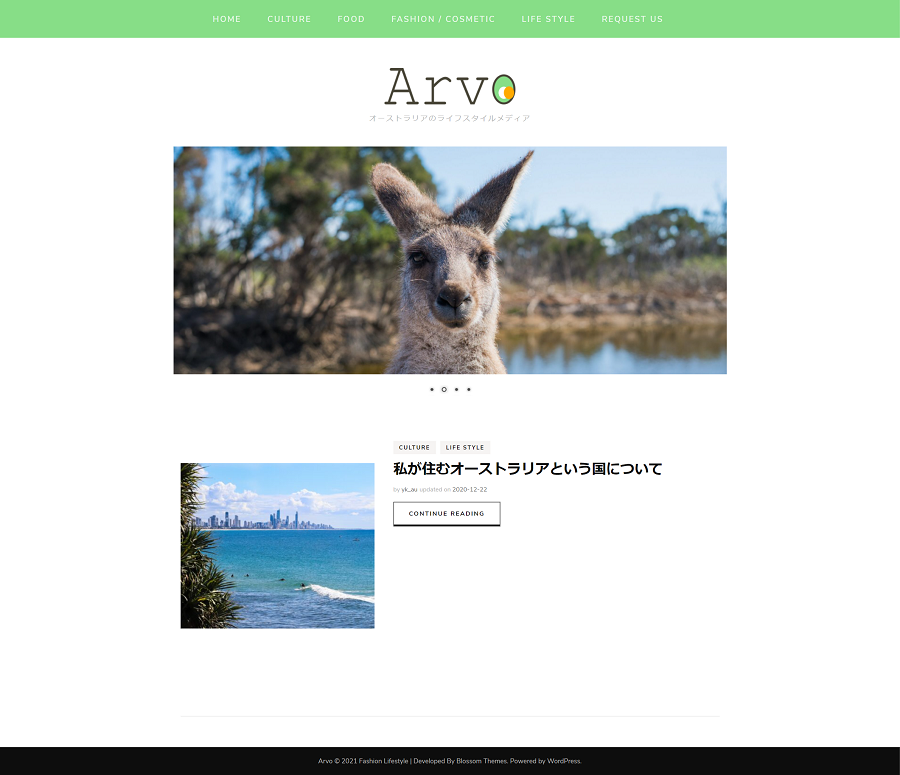 HOME CULTURE FOOD FASHION / COSMETIC LIFE STYLE REQUEST US
Arvo
オーストラリアのライフスタイルメディア
CULTURE LIFE STYLE
私が住むオーストラリアという国について
by yk_au updated on 2020-12-22
CONTINUE READING
Arvo © 2021 Fashion Lifestyle | Developed By Blossom Themes. Powered by WordPress.